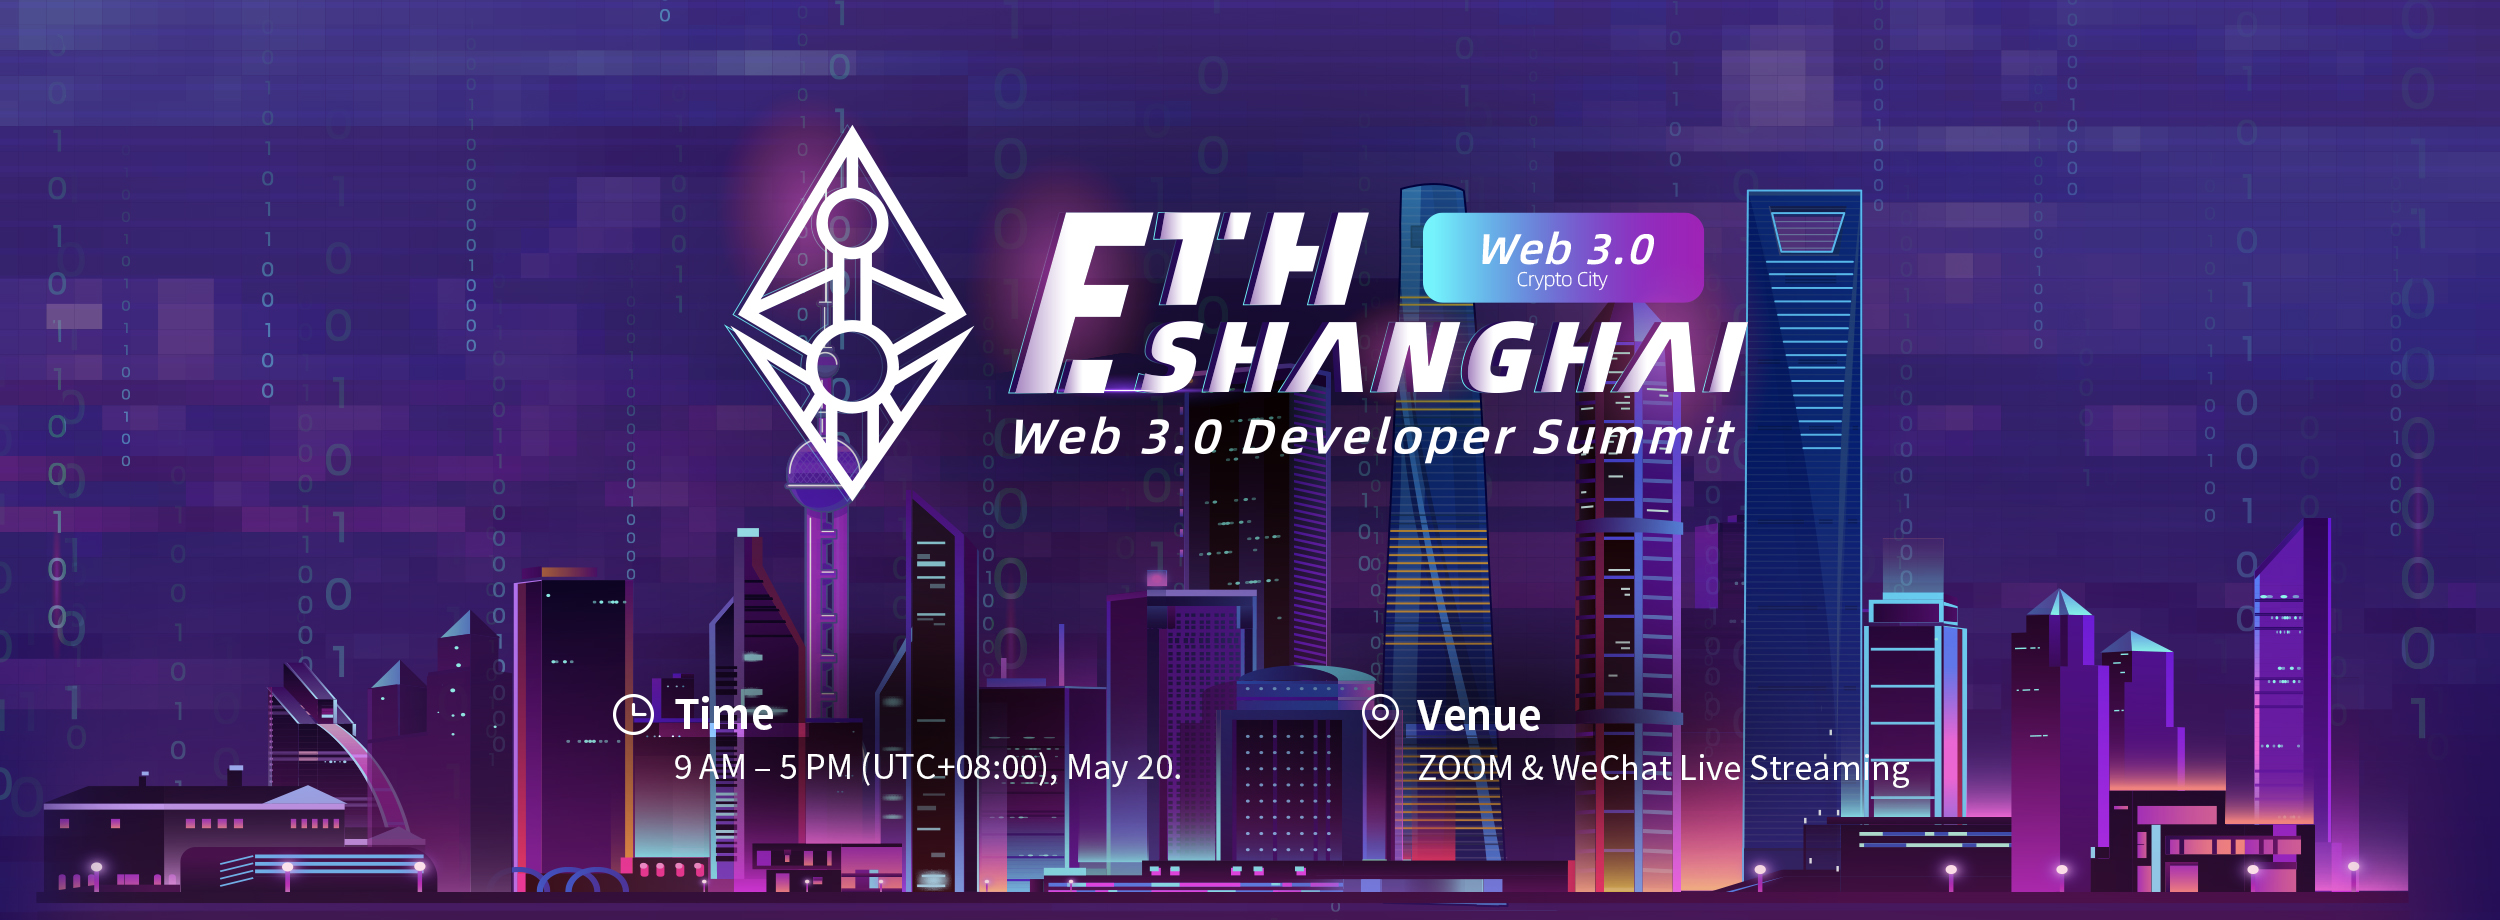 ETH
Web 3.0
Crypto City
SHANGHAI
Web 3.0 Developer Summit
Time
9 AM – 5 PM (UTC+08:00), May 20.
Venue
ZOOM & WeChat Live Streaming